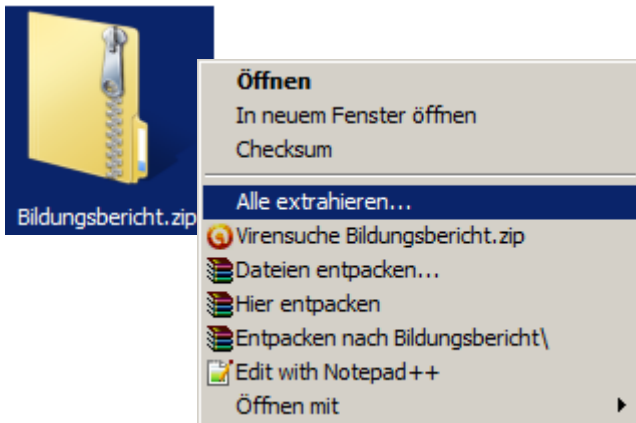 Bildungsbericht.zip
Öffnen
In neuem Fenster öffnen
Checksum
Alle extrahieren...
Virensuche Bildungsbericht.zip
Dateien entpacken...
Hier entpacken
Entpacken nach Bildungsbericht\
Edit with Notepad++
Öffnen mit